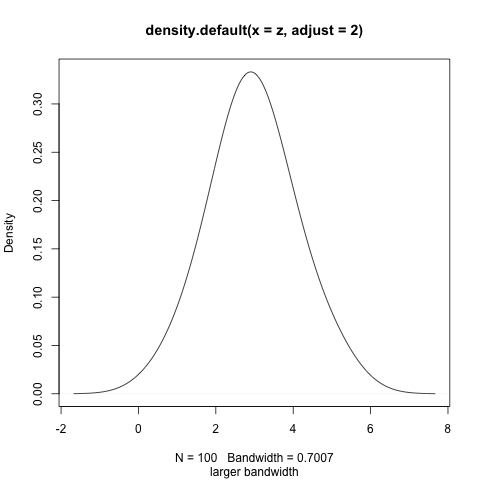 density.default(x = z, adjust = 2)
Density
0.30
0.25
0.20
0.15
0.10
0.05
0.00
-2 0 2 4 6 8
N = 100 Bandwidth = 0.7007
larger bandwidth